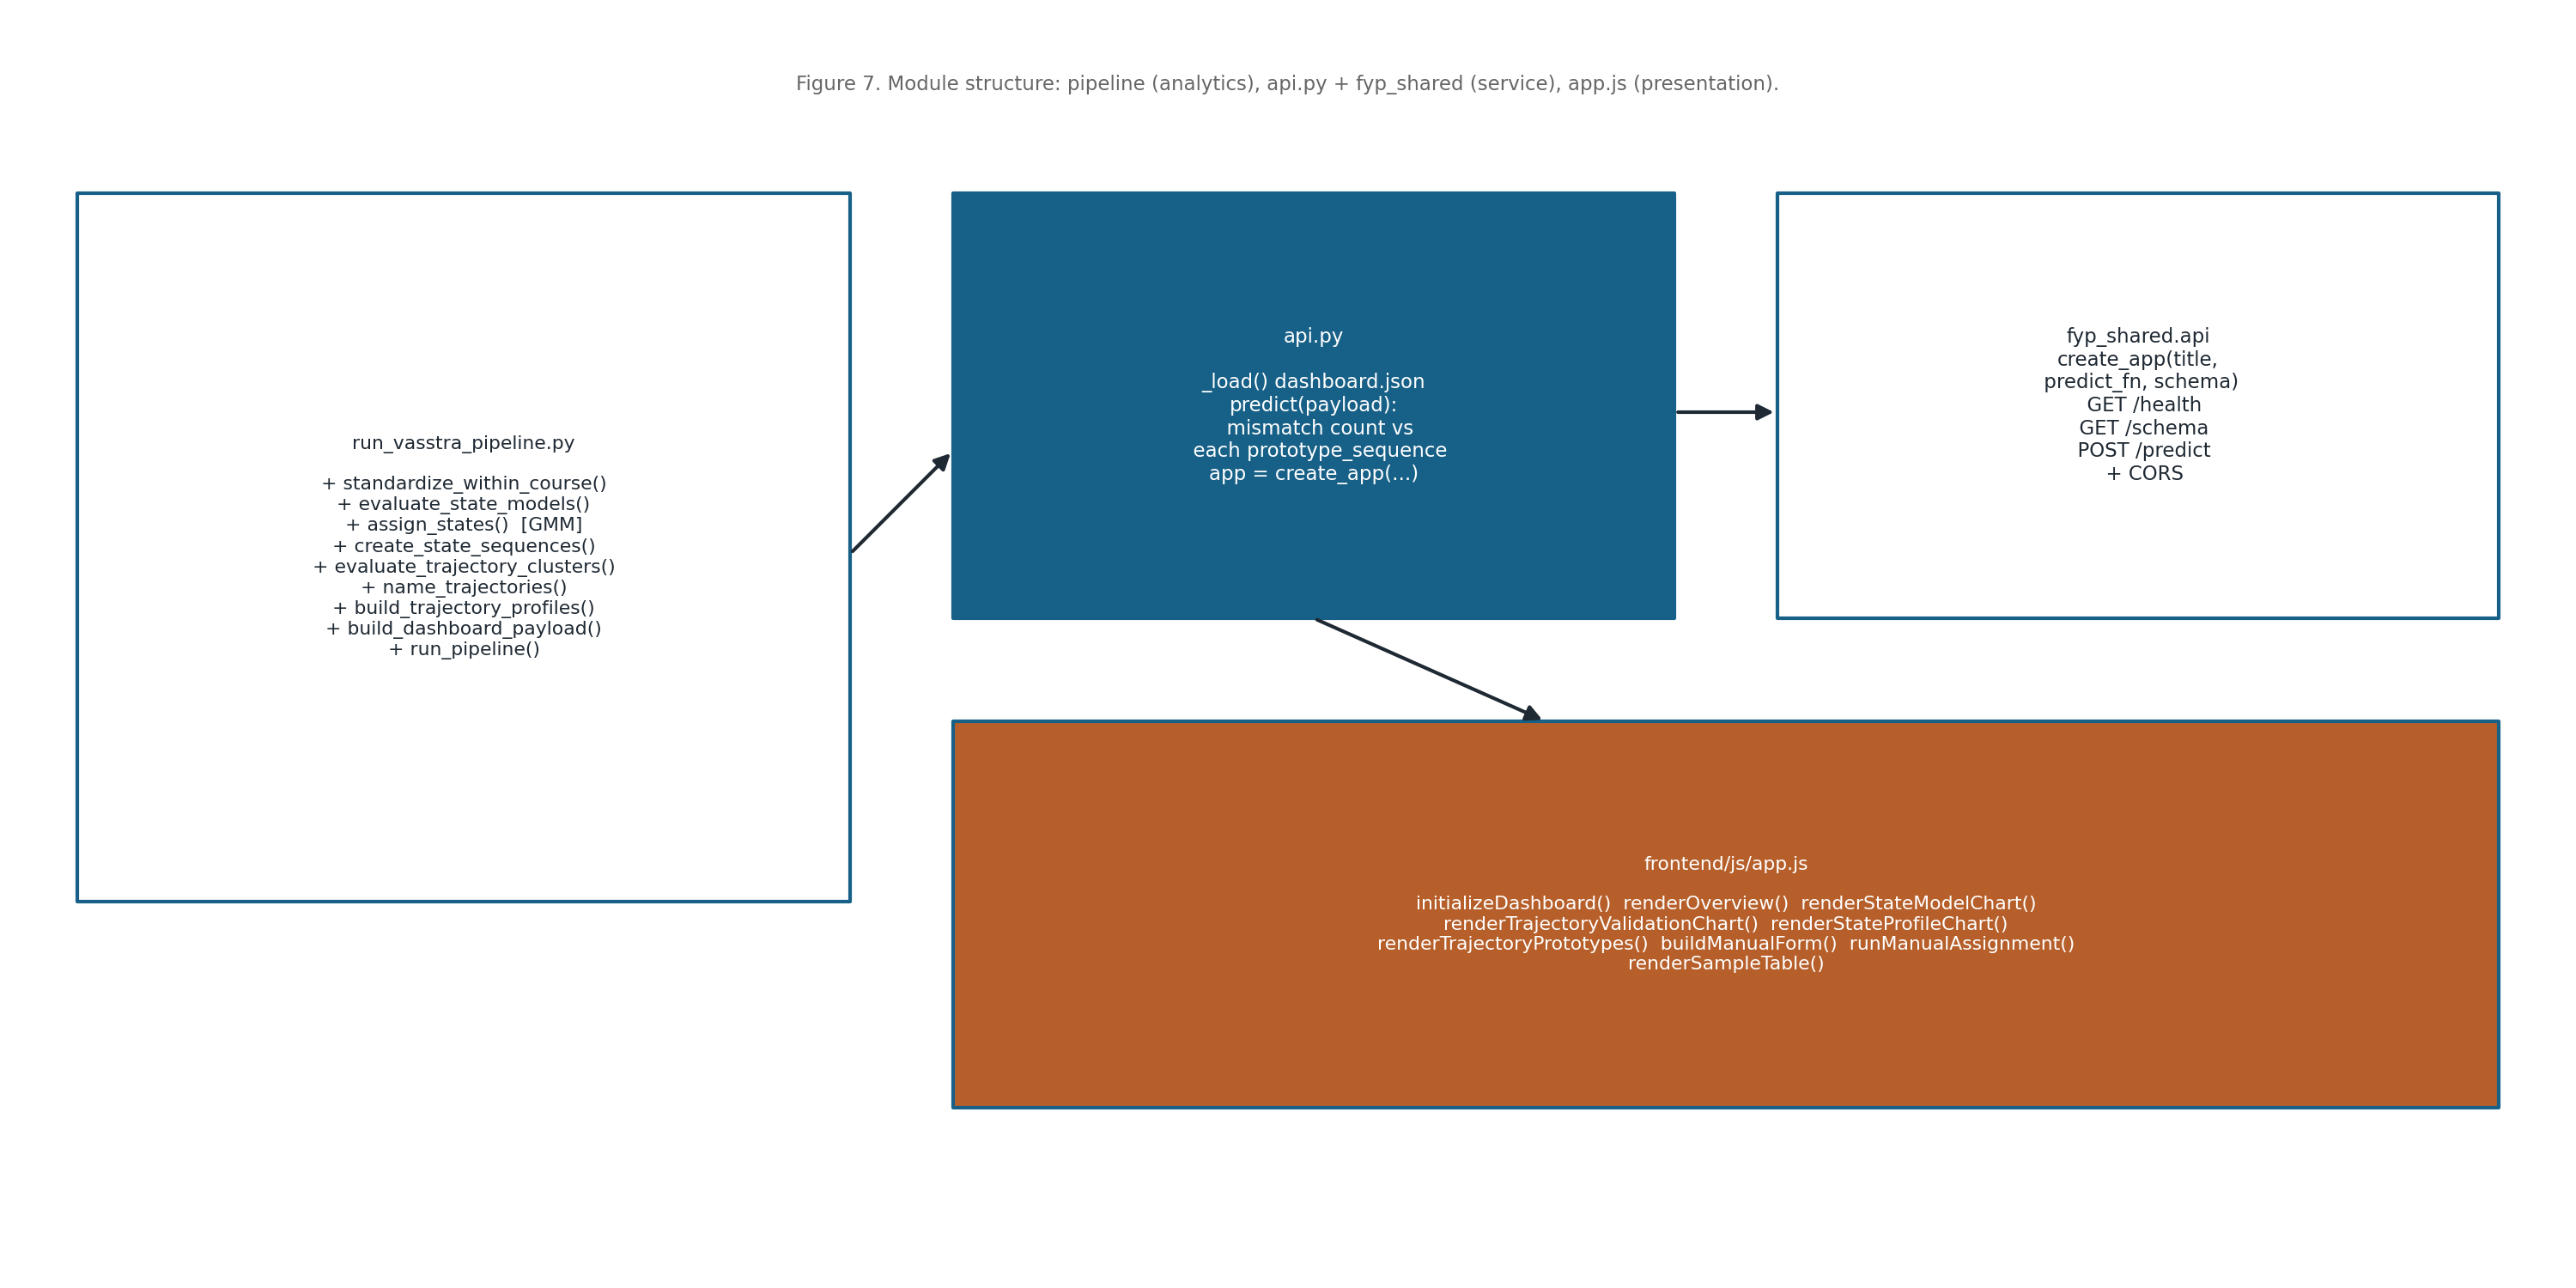 Figure 7. Module structure: pipeline (analytics), api.py + fyp_shared (service), app.js (presentation).
run_vasstra_pipeline.py
+ standardize_within_course()
+ evaluate_state_models()
+ assign_states()  [GMM]
+ create_state_sequences()
+ evaluate_trajectory_clusters()
+ name_trajectories()
+ build_trajectory_profiles()
+ build_dashboard_payload()
+ run_pipeline()
api.py
_load() dashboard.json
predict(payload):
mismatch count vs
each prototype_sequence
app = create_app(...)
fyp_shared.api
create_app(title,
predict_fn, schema)
GET /health
GET /schema
POST /predict
+ CORS
frontend/js/app.js
initializeDashboard()  renderOverview()  renderStateModelChart()
renderTrajectoryValidationChart()  renderStateProfileChart()
renderTrajectoryPrototypes()  buildManualForm()  runManualAssignment()
renderSampleTable()